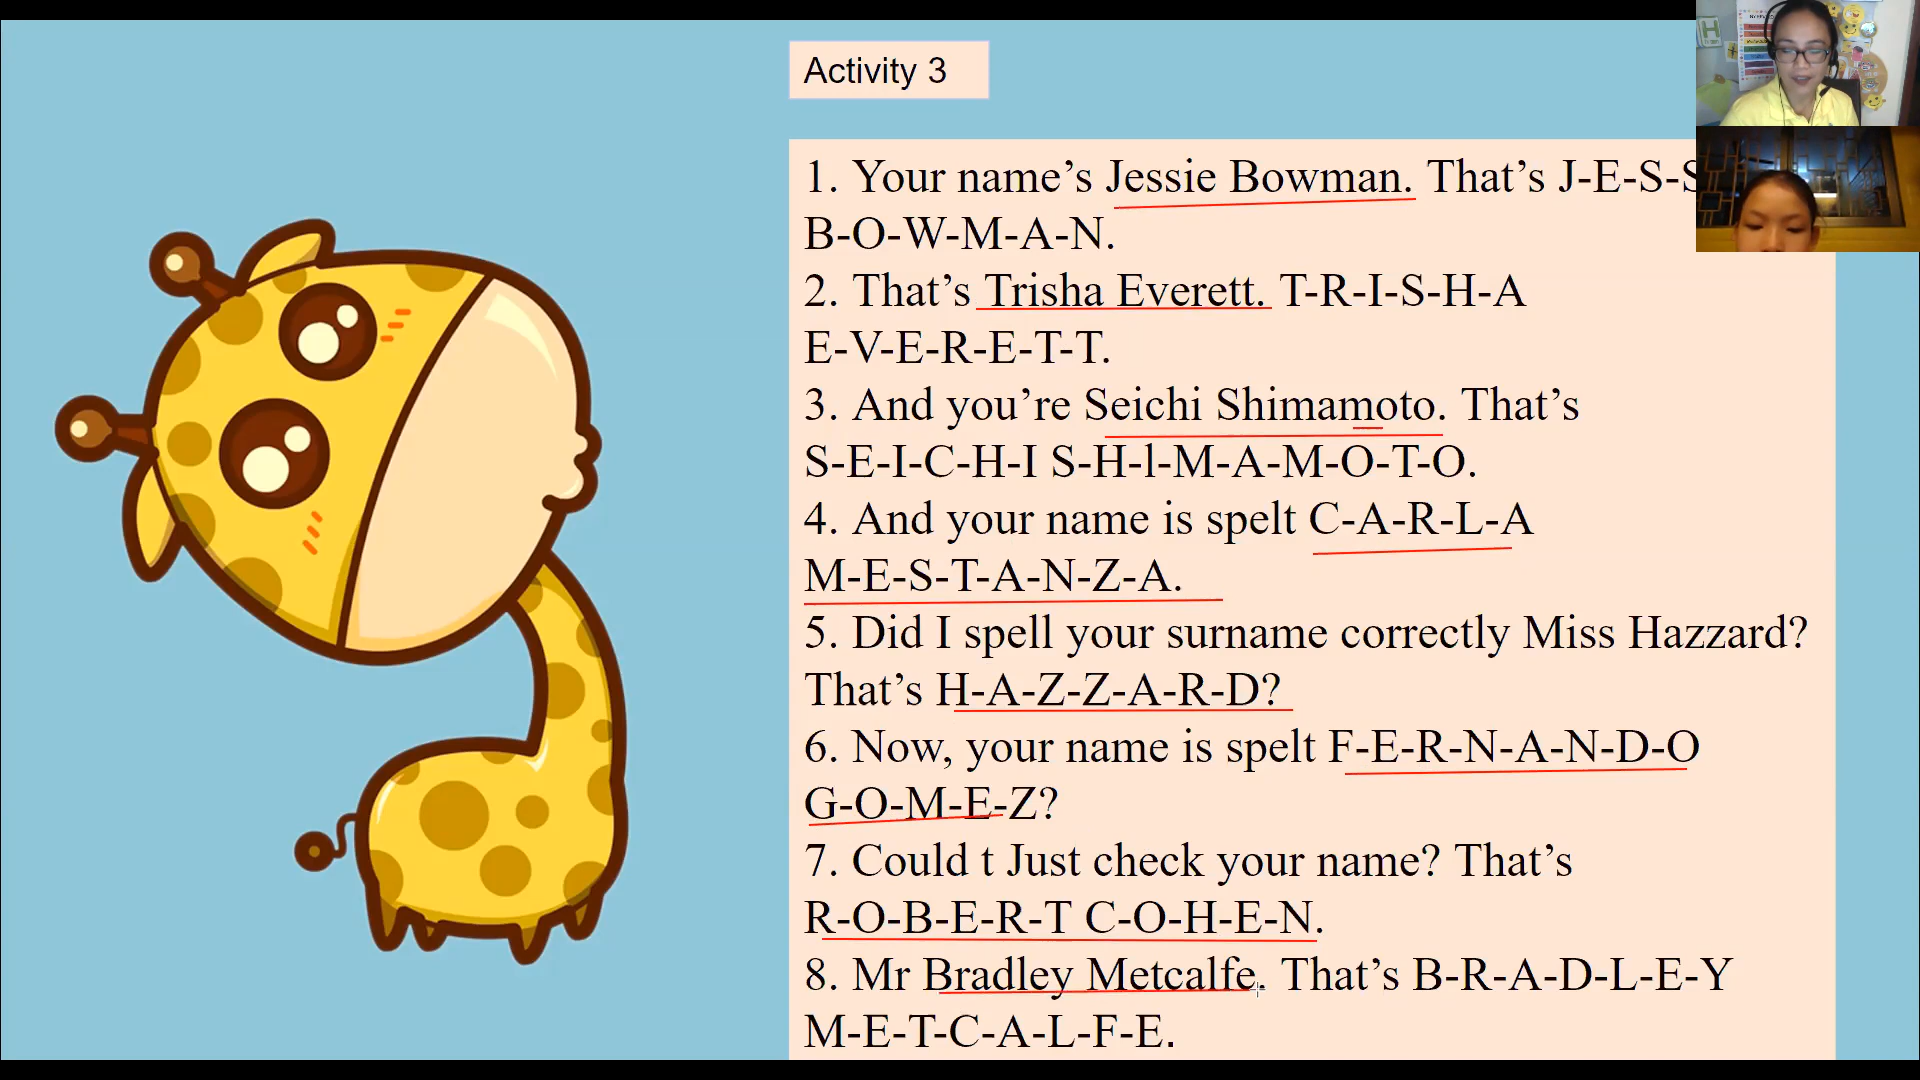 Activity 3
1. Your name’s Jessie Bowman. That’s J-E-S-S
B-O-W-M-A-N.
2. That’s Trisha Everett. T-R-I-S-H-A
E-V-E-R-E-T-T.
3. And you’re Seichi Shimamoto. That’s
S-E-I-C-H-I S-H-l-M-A-M-O-T-O.
4. And your name is spelt C-A-R-L-A
M-E-S-T-A-N-Z-A.
5. Did I spell your surname correctly Miss Hazzard?
That’s H-A-Z-Z-A-R-D?
6. Now, your name is spelt F-E-R-N-A-N-D-O
G-O-M-E-Z?
7. Could t Just check your name? That’s
R-O-B-E-R-T C-O-H-E-N.
8. Mr Bradley Metcalfe. That’s B-R-A-D-L-E-Y
M-E-T-C-A-L-F-E.